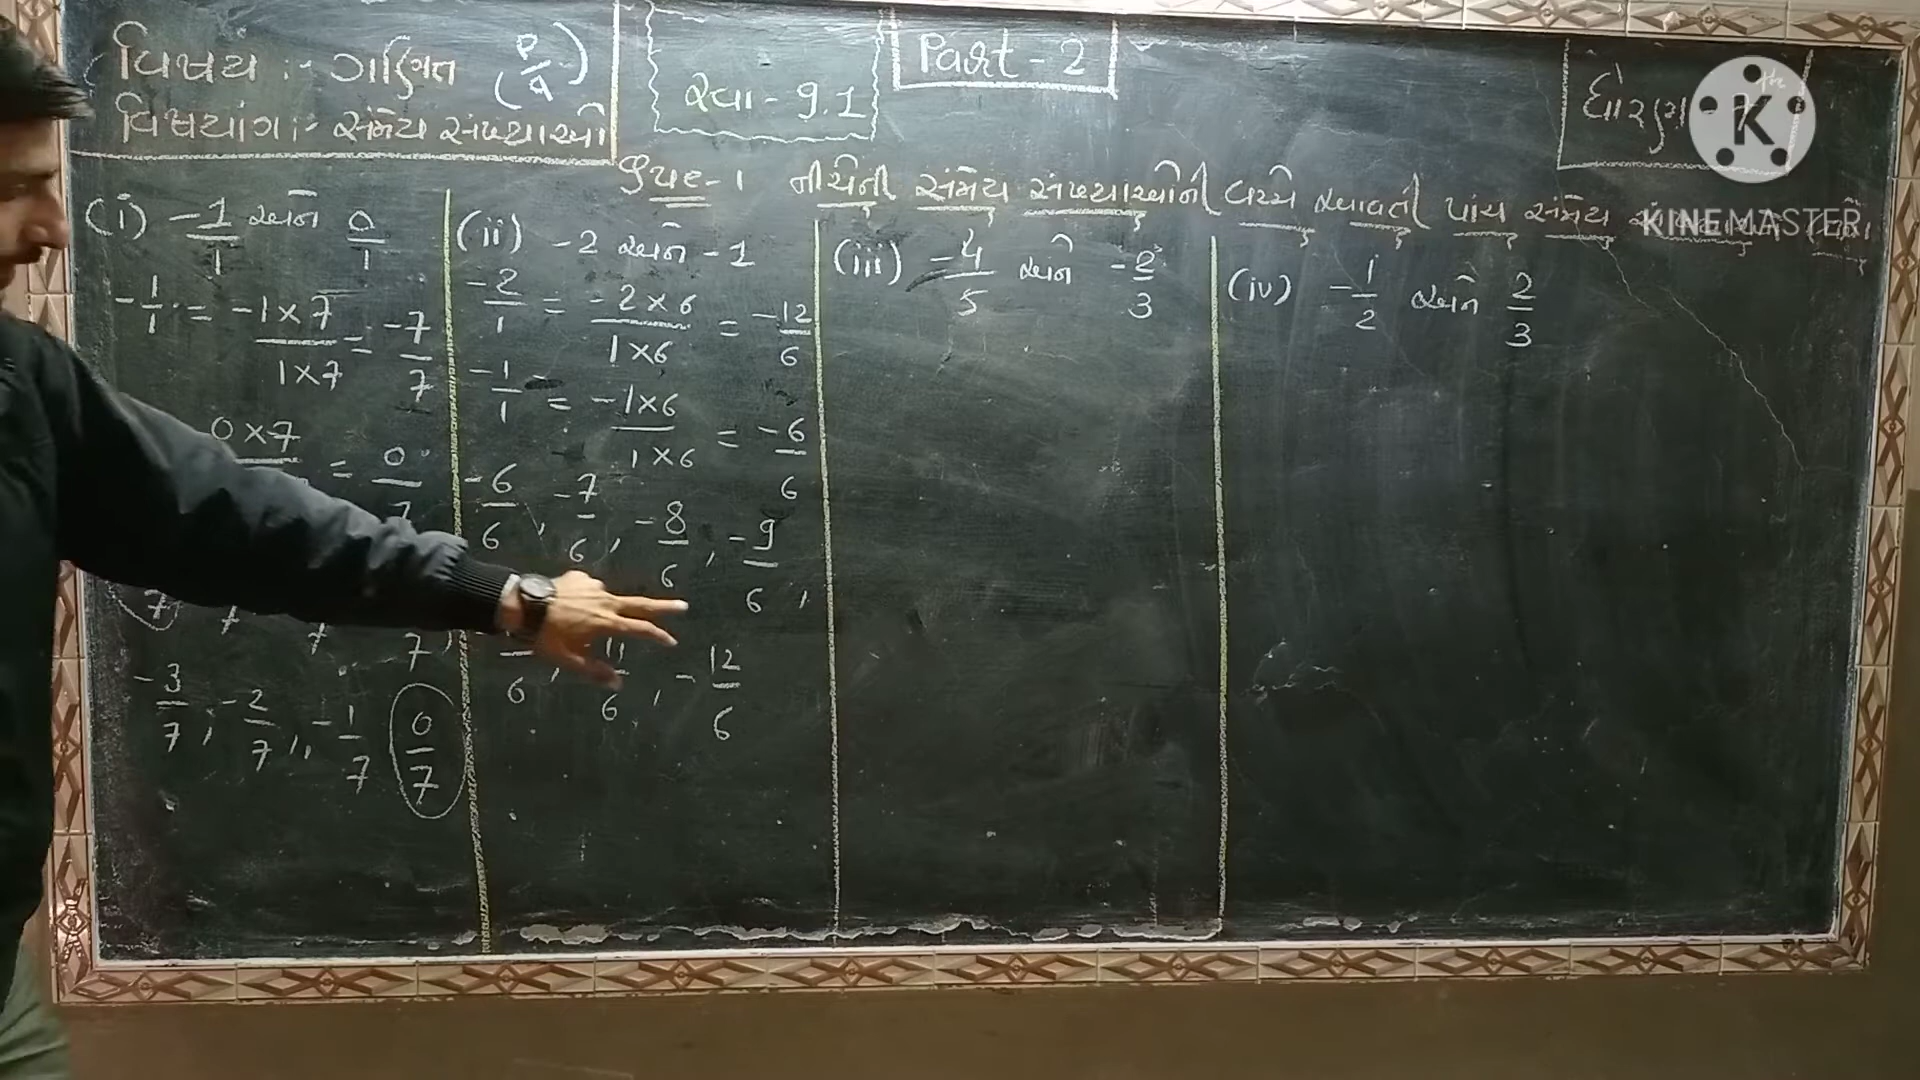 વિષય :- ગણિત (P/q)
વિષયાંગ :- સંમેય સંખ્યાઓ
સ્વા - 9.1
Part - 2
ધોરણ
K
KINEMASTER
પ્રશ્ન-1 નીચેની સંમેય સંખ્યાઓની વચ્ચે આવતી પાંચ સંમેય
(i) -1/1 અને 0/1
-1/1 = -1×7/1×7 = -7/7
0×7 = 0/7
7
-3/7, -2/7, -1/7 0/7
(ii) -2 અને -1
-2/1 = -2×6/1×6 = -12/6
-1/1 = -1×6/1×6 = -6/6
-6/6, -7/6, -8/6, -9/6,
6, 11/6, -12/6
(iii) -4/5 અને -2/3
(iv) -1/2 અને 2/3